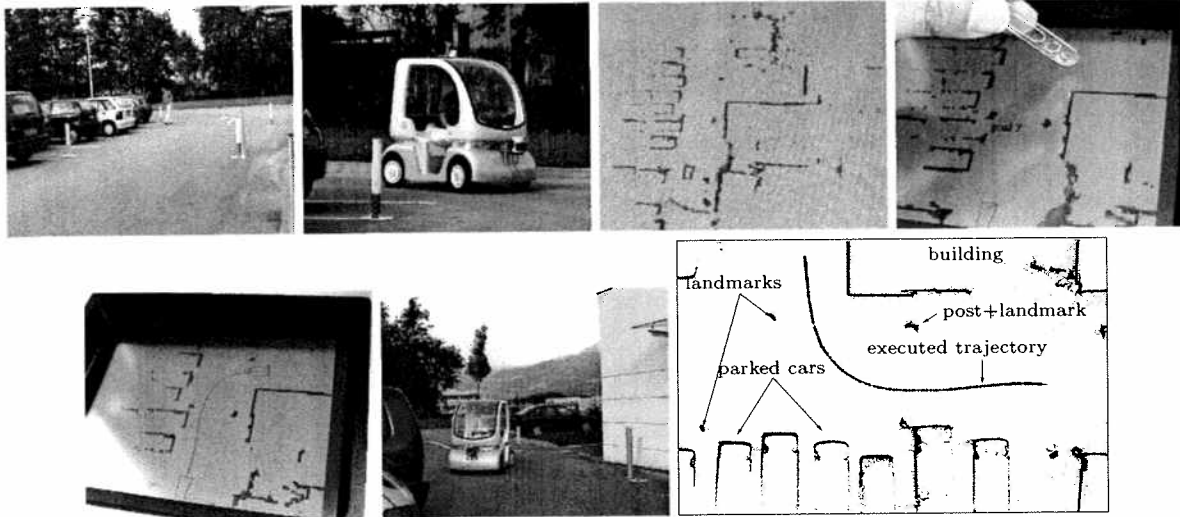 building
landmarks
post+landmark
executed trajectory
parked cars